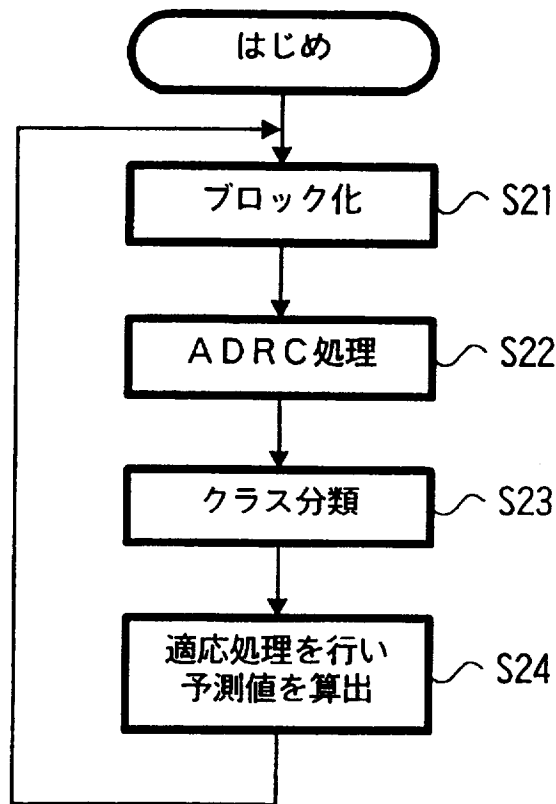 はじめ
ブロック化
S21
ADRC処理
S22
クラス分類
S23
適応処理を行い
予測値を算出
S24